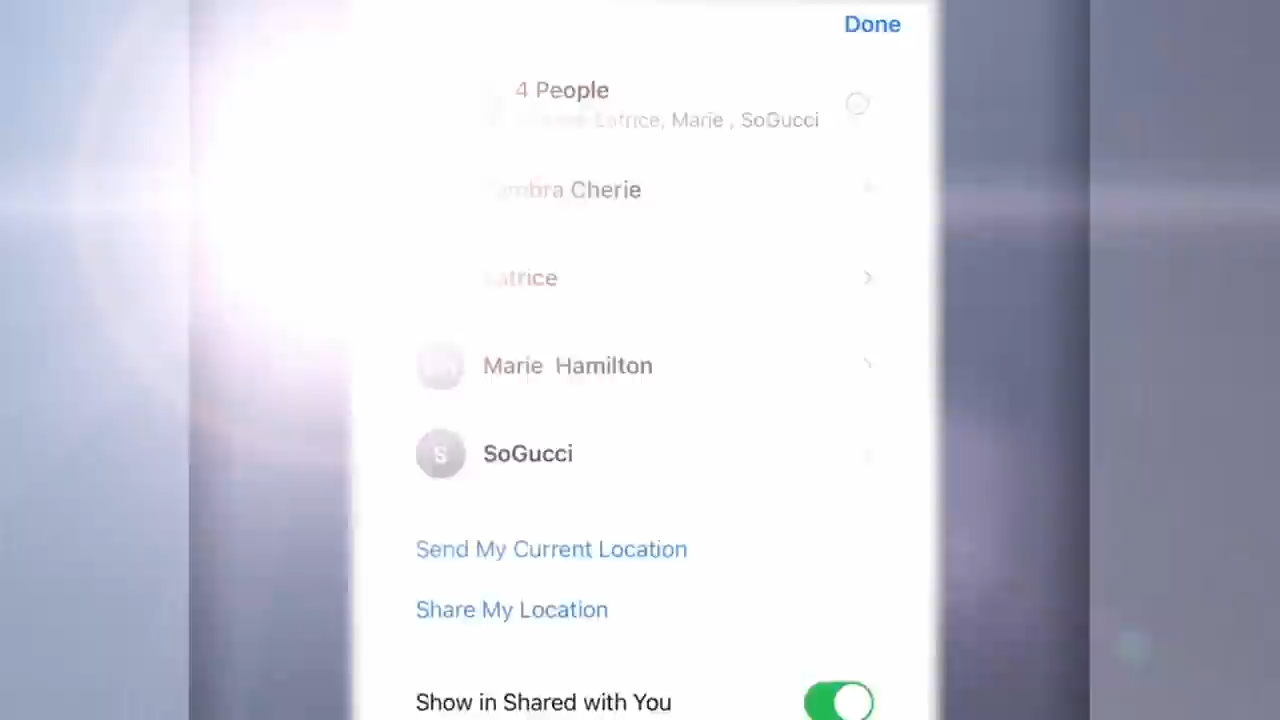 Done
4 People
Latrice, Marie , SoGucci
Cherie
Latrice
Marie Hamilton
S SoGucci
Send My Current Location
Share My Location
Show in Shared with You